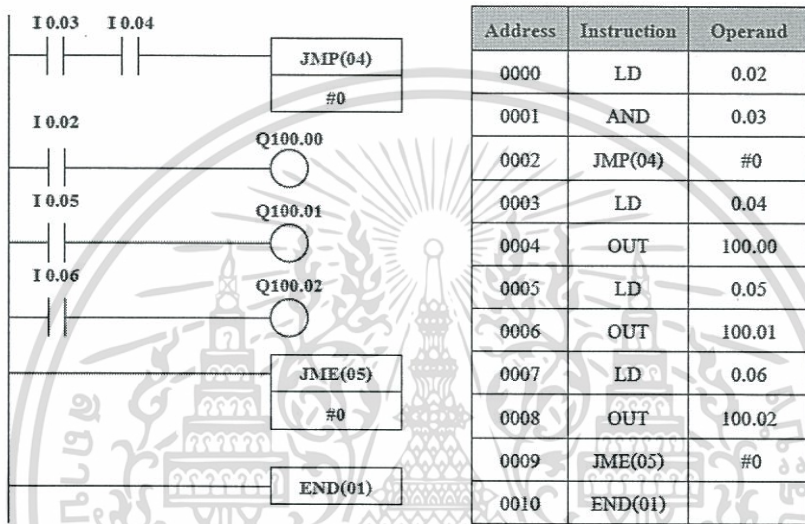 I 0.03 I 0.04
JMP(04)
#0
I 0.02
Q100.00
I 0.05
Q100.01
I 0.06
Q100.02
JME(05)
#0
END(01)
Address Instruction Operand
0000 LD 0.02
0001 AND 0.03
0002 JMP(04) #0
0003 LD 0.04
0004 OUT 100.00
0005 LD 0.05
0006 OUT 100.01
0007 LD 0.06
0008 OUT 100.02
0009 JME(05) #0
0010 END(01)